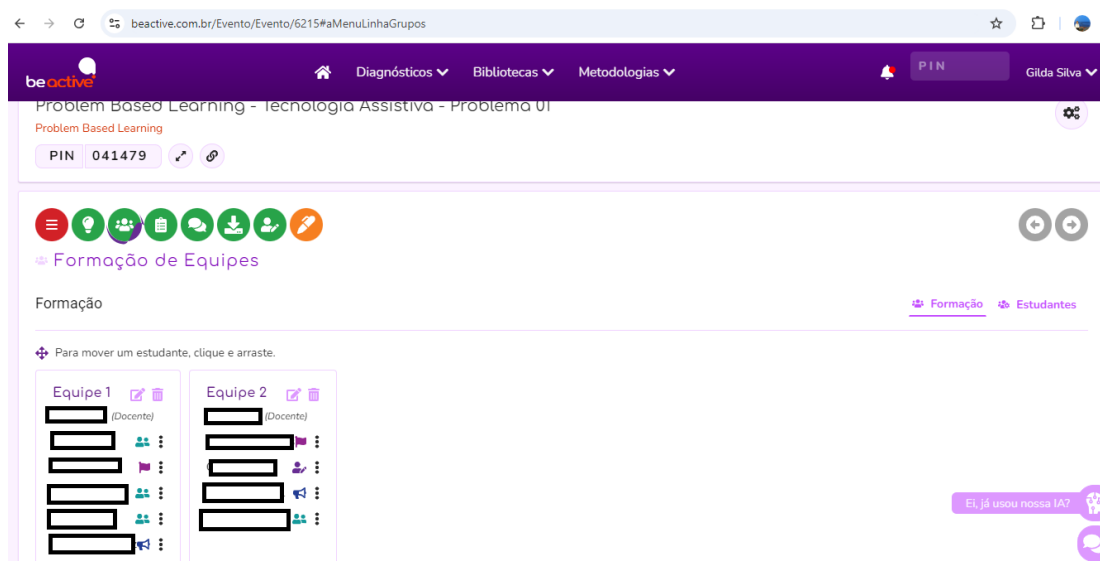 beactive.com.br/Evento/Evento/6215#aMenuLinhaGrupos
be active
Diagnósticos
Bibliotecas
Metodologias
PIN
Gilda Silva
Problem Based Learning - Tecnologia Assistiva - Problema 01
Problem Based Learning
PIN 041479
Formação de Equipes
Formação
Formação
Estudantes
Para mover um estudante, clique e arraste.
Equipe 1
(Docente)
Equipe 2
(Docente)
Ei, já usou nossa IA?